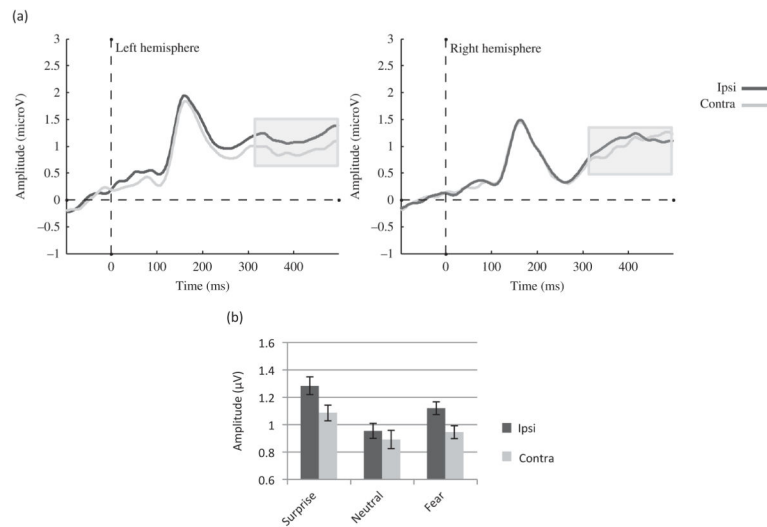 (a)
3
2.5
2
1.5
1
0.5
0
−0.5
−1
0 100 200 300 400
Amplitude (microV)
Time (ms)
Left hemisphere
3
2.5
2
1.5
1
0.5
0
−0.5
−1
0 100 200 300 400
Amplitude (microV)
Time (ms)
Right hemisphere
Ipsi
Contra
(b)
1.6
1.4
1.2
1
0.8
0.6
Amplitude (µV)
Surprise Neutral Fear
Ipsi
Contra